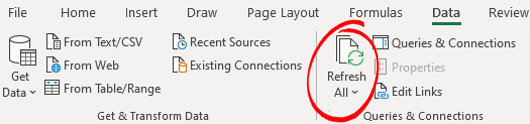 File Home Insert Draw Page Layout Formulas Data Review
From Text/CSV Recent Sources Queries & Connections
Get From Web Existing Connections Refresh Properties
Data From Table/Range All Edit Links
Get & Transform Data Queries & Connections